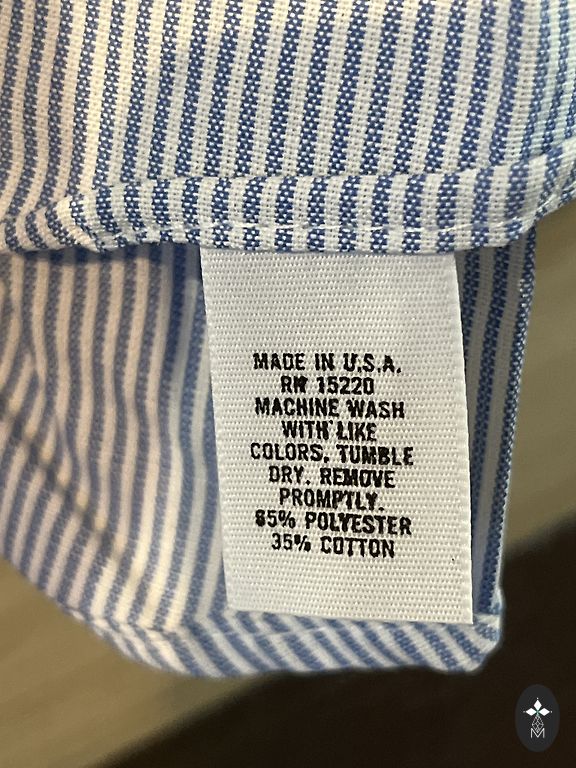 MADE IN U.S.A.
RN 15220
MACHINE WASH
WITH LIKE
COLORS, TUMBLE
DRY. REMOVE
PROMPTLY.
65% POLYESTER
35% COTTON
M